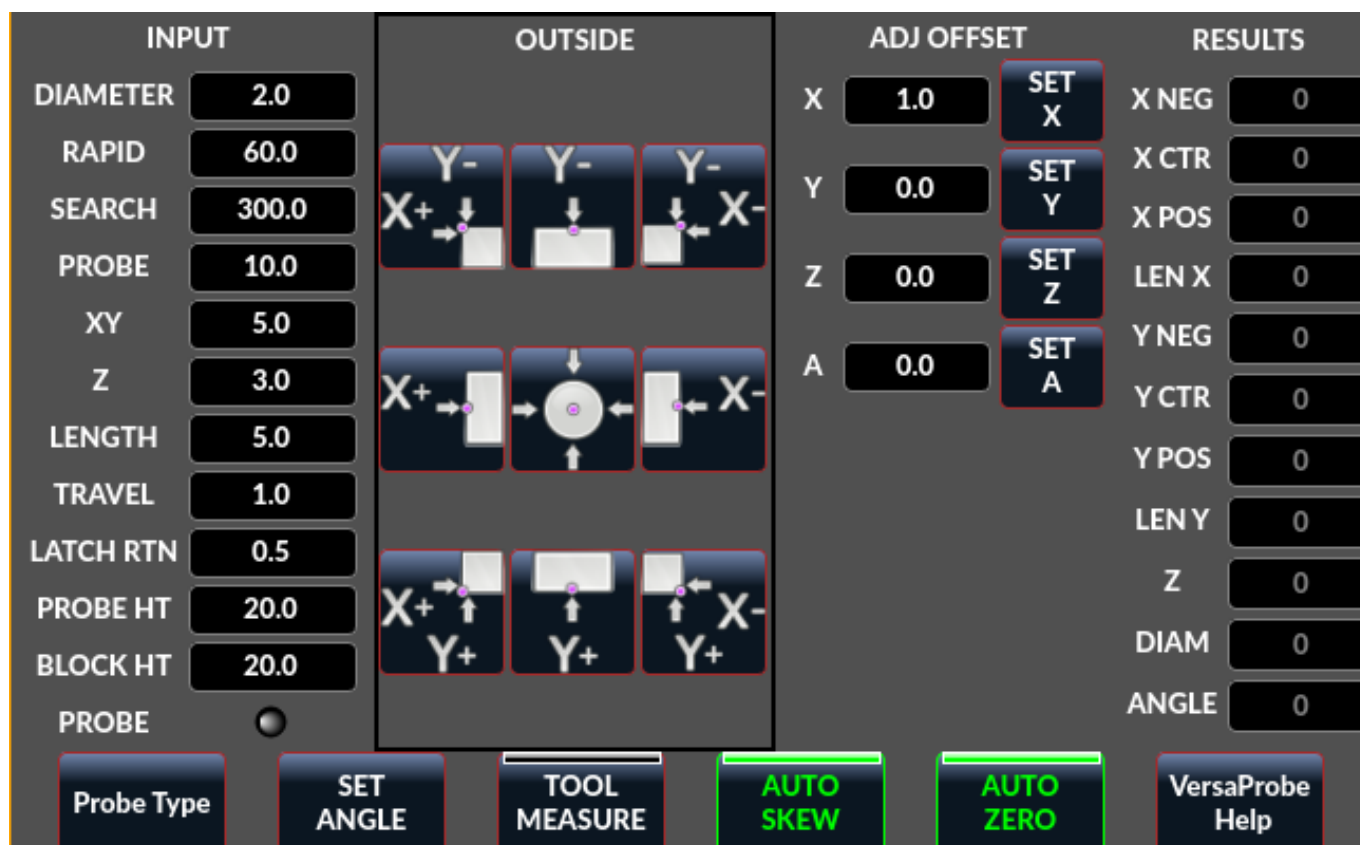 INPUT
DIAMETER 2.0
RAPID 60.0
SEARCH 300.0
PROBE 10.0
XY 5.0
Z 3.0
LENGTH 5.0
TRAVEL 1.0
LATCH RTN 0.5
PROBE HT 20.0
BLOCK HT 20.0
PROBE
OUTSIDE
Y- Y- Y-
X+ X-
X+ X-
X+ X-
Y+ Y+ Y+
ADJ OFFSET
X 1.0 SET
X
Y 0.0 SET
Y
Z 0.0 SET
Z
A 0.0 SET
A
RESULTS
X NEG 0
X CTR 0
X POS 0
LEN X 0
Y NEG 0
Y CTR 0
Y POS 0
LEN Y 0
Z 0
DIAM 0
ANGLE 0
Probe Type
SET
ANGLE
TOOL
MEASURE
AUTO
SKEW
AUTO
ZERO
VersaProbe
Help